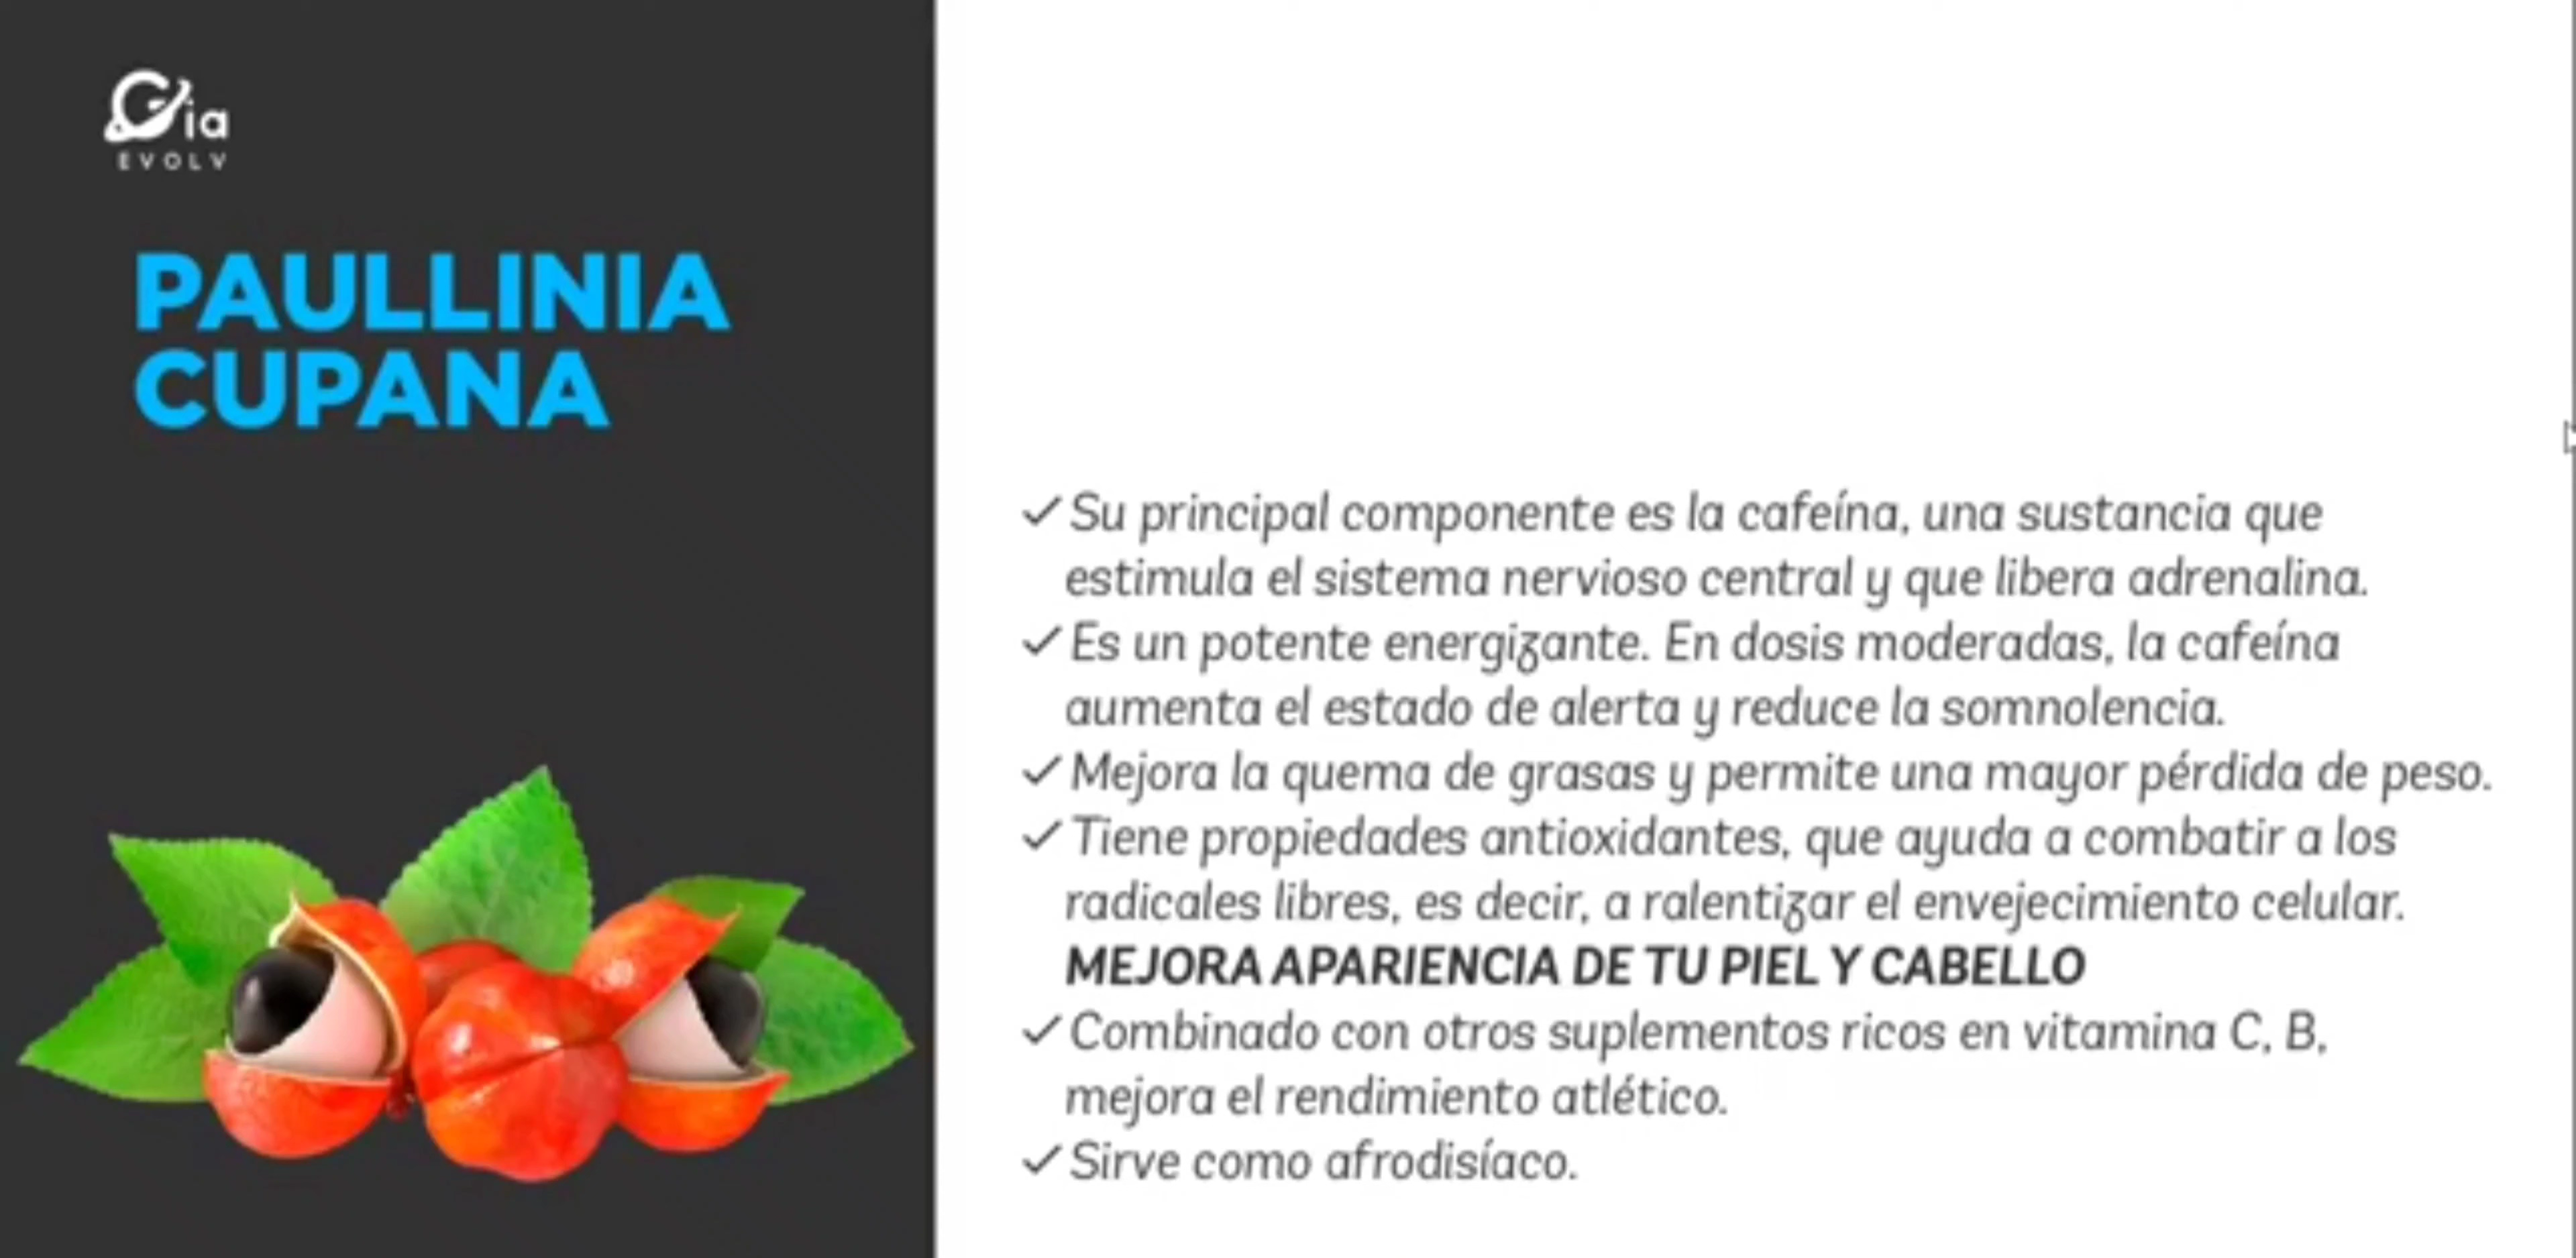 Gia
EVOLV
PAULLINIA
CUPANA
✓ Su principal componente es la cafeína, una sustancia que
estimula el sistema nervioso central y que libera adrenalina.
✓ Es un potente energizante. En dosis moderadas, la cafeína
aumenta el estado de alerta y reduce la somnolencia.
✓ Mejora la quema de grasas y permite una mayor pérdida de peso.
✓ Tiene propiedades antioxidantes, que ayuda a combatir a los
radicales libres, es decir, a ralentizar el envejecimiento celular.
MEJORA APARIENCIA DE TU PIEL Y CABELLO
✓ Combinado con otros suplementos ricos en vitamina C, B,
mejora el rendimiento atlético.
✓ Sirve como afrodisíaco.